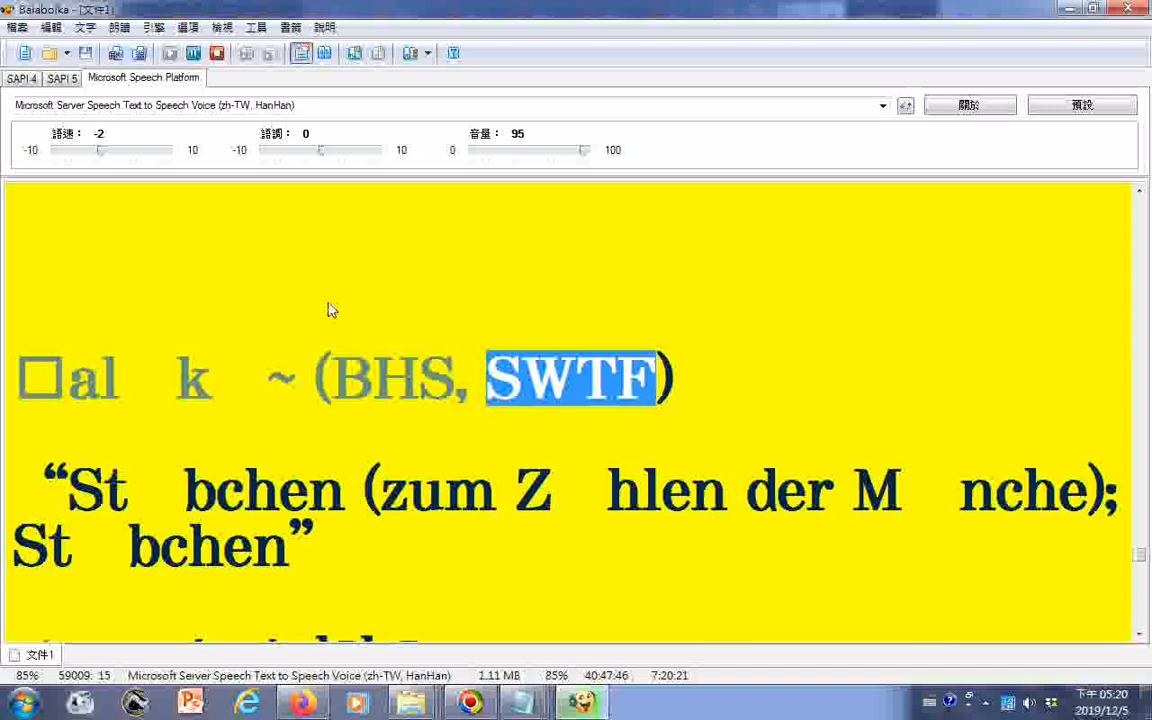 Balabolka - [文件1]
檔案 編輯 文字 朗讀 引擎 選項 檢視 工具 書籤 說明
SAPI 4 SAPI 5 Microsoft Speech Platform
Microsoft Server Speech Text to Speech Voice (zh-TW, HanHan) 關於 預設
語速： -2 語調： 0 音量： 95
-10 10 -10 10 0 100
□al k ~ (BHS, SWTF)
“St bchen (zum Z hlen der M nche);
St bchen”
文件1
85% 59009: 15 Microsoft Server Speech Text to Speech Voice (zh-TW, HanHan) 1.11 MB 85% 40:47:46 7:20:21
下午 05:20
2019/12/5